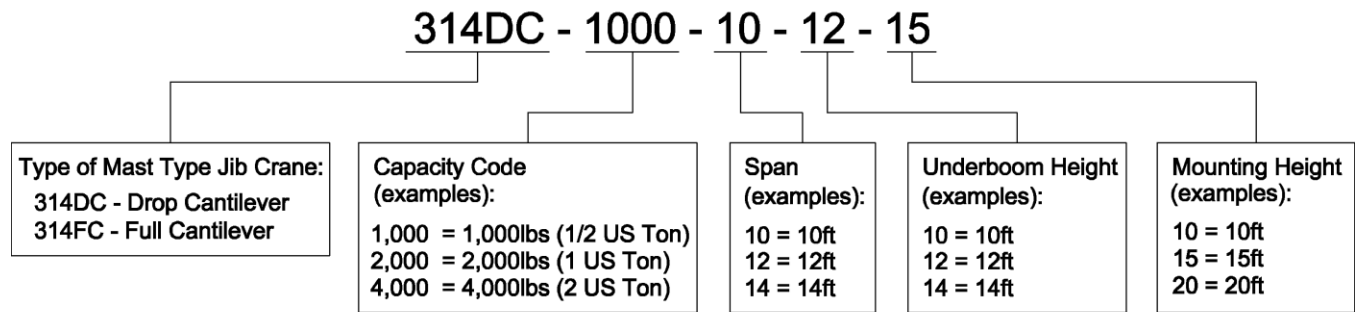 314DC - 1000 - 10 - 12 - 15
Type of Mast Type Jib Crane:
314DC - Drop Cantilever
314FC - Full Cantilever
Capacity Code
(examples):
1,000 = 1,000lbs (1/2 US Ton)
2,000 = 2,000lbs (1 US Ton)
4,000 = 4,000lbs (2 US Ton)
Span
(examples):
10 = 10ft
12 = 12ft
14 = 14ft
Underboom Height
(examples):
10 = 10ft
12 = 12ft
14 = 14ft
Mounting Height
(examples):
10 = 10ft
15 = 15ft
20 = 20ft